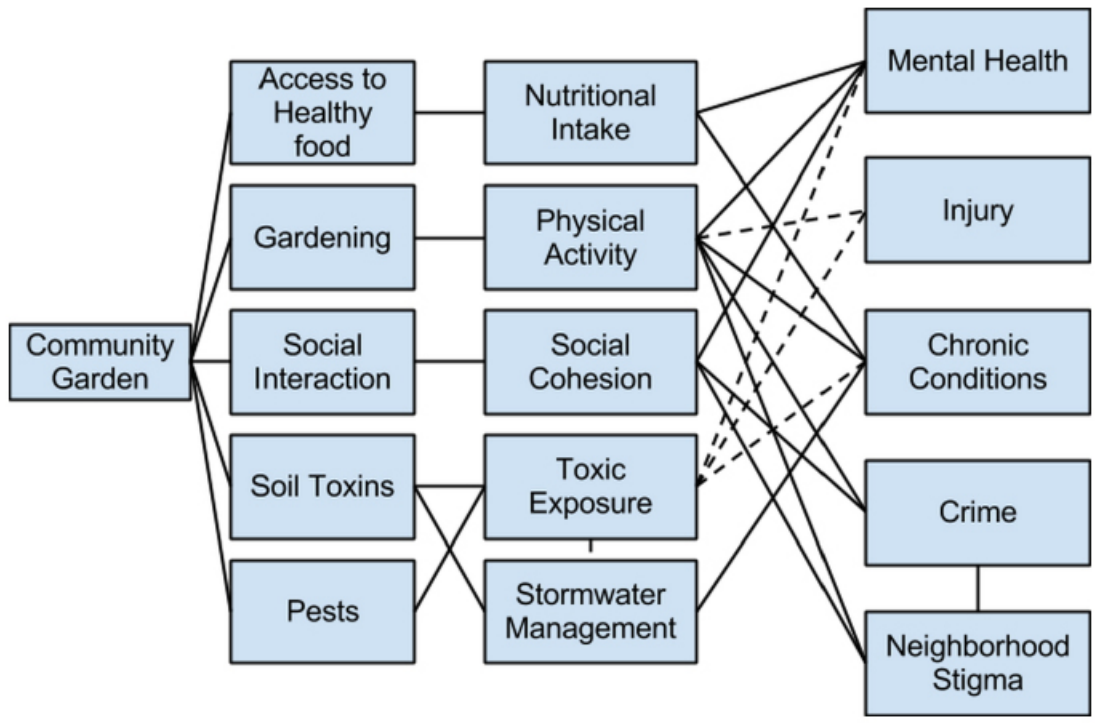 Community
Garden
Access to
Healthy
food
Gardening
Social
Interaction
Soil Toxins
Pests
Nutritional
Intake
Physical
Activity
Social
Cohesion
Toxic
Exposure
Stormwater
Management
Mental Health
Injury
Chronic
Conditions
Crime
Neighborhood
Stigma